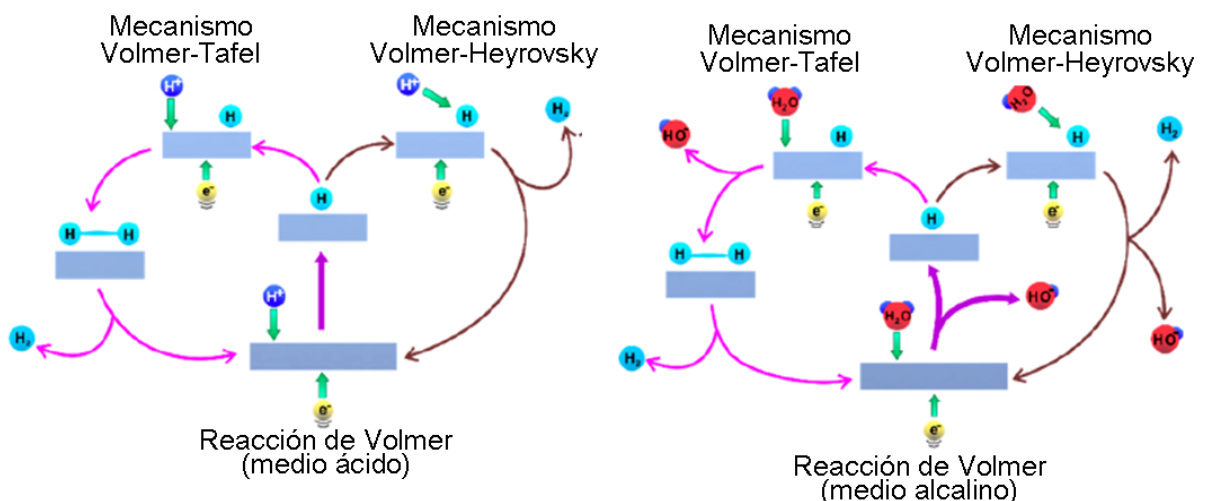 Mecanismo
Volmer-Tafel
Mecanismo
Volmer-Heyrovsky
H⁺
H
e⁻
H⁺
H
e⁻
H₂
H
H H
H⁺
H₂
e⁻
Reacción de Volmer
(medio ácido)
Mecanismo
Volmer-Tafel
Mecanismo
Volmer-Heyrovsky
H₂O
H
HO⁻
e⁻
H₂O
H
e⁻
H₂
H
H H
H₂O
HO⁻
HO⁻
H₂
e⁻
Reacción de Volmer
(medio alcalino)